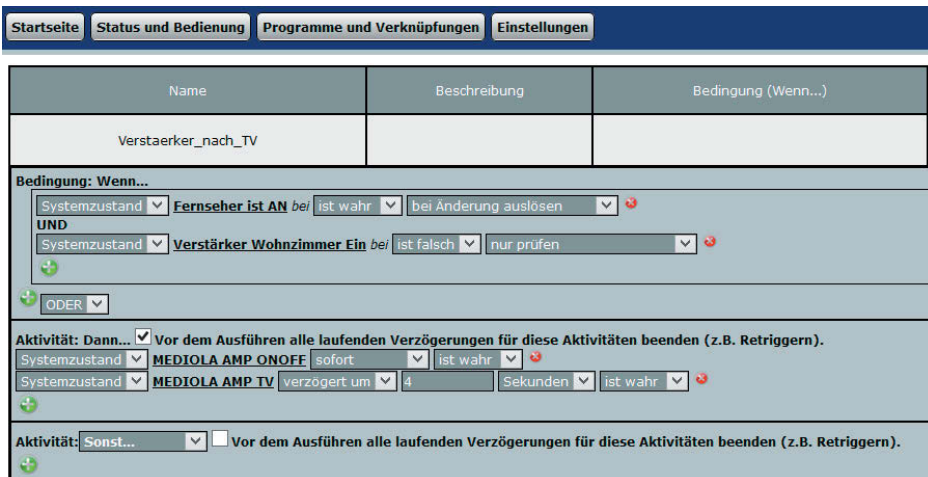 Startseite Status und Bedienung Programme und Verknüpfungen Einstellungen
Name Beschreibung Bedingung (Wenn...)
Verstaerker_nach_TV
Bedingung: Wenn...
Systemzustand Fernseher ist AN bei ist wahr bei Änderung auslösen
UND
Systemzustand Verstärker Wohnzimmer Ein bei ist falsch nur prüfen
ODER
Aktivität: Dann... Vor dem Ausführen alle laufenden Verzögerungen für diese Aktivitäten beenden (z.B. Retriggern).
Systemzustand MEDIOLA AMP ONOFF sofort ist wahr
Systemzustand MEDIOLA AMP TV verzögert um 4 Sekunden ist wahr
Aktivität: Sonst... Vor dem Ausführen alle laufenden Verzögerungen für diese Aktivitäten beenden (z.B. Retriggern).